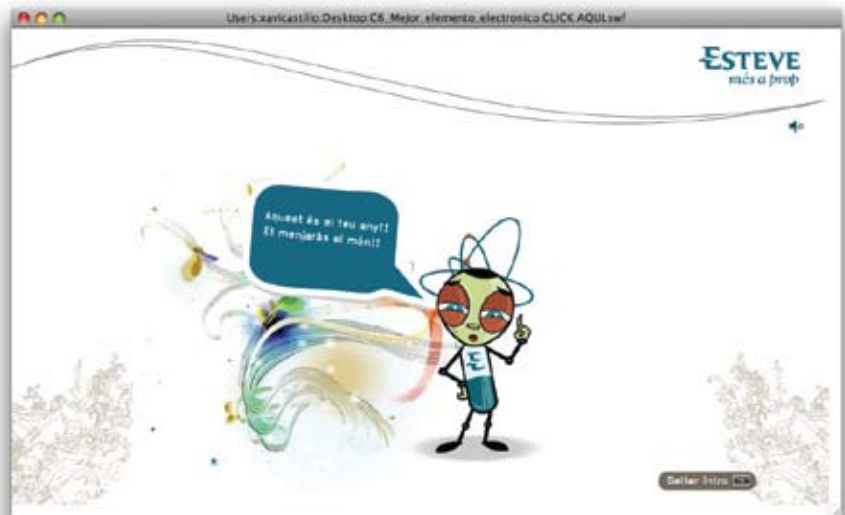 Users:xavicastillo:Desktop:C6_Mejor_elemento_electronico:CLICK AQUI.swf
ESTEVE
més a prop
Aquest és el teu any!!
Et menjaràs el món!!
E
Saltar Intro